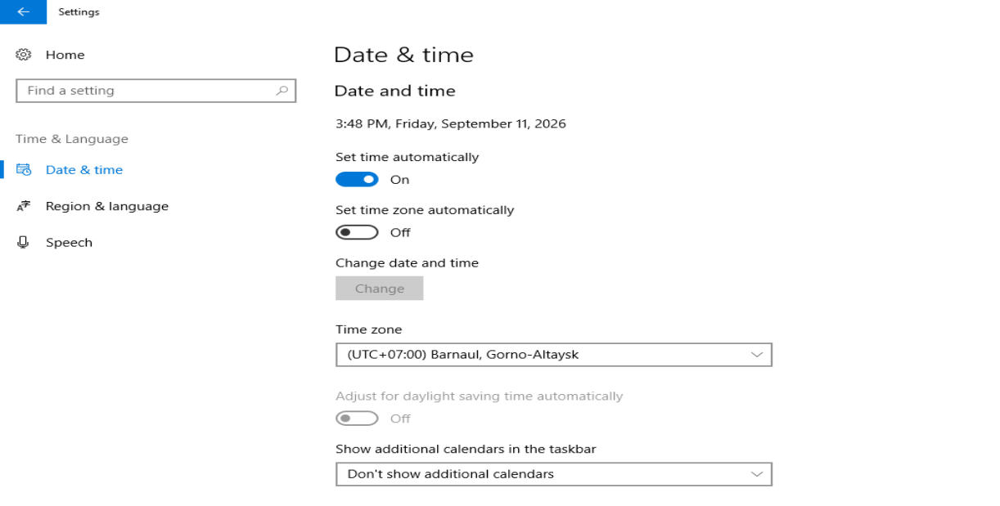 Settings
Home
Find a setting
Time & Language
Date & time
Region & language
Speech
Date & time
Date and time
3:48 PM, Friday, September 11, 2026
Set time automatically
On
Set time zone automatically
Off
Change date and time
Change
Time zone
(UTC+07:00) Barnaul, Gorno-Altaysk
Adjust for daylight saving time automatically
Off
Show additional calendars in the taskbar
Don't show additional calendars